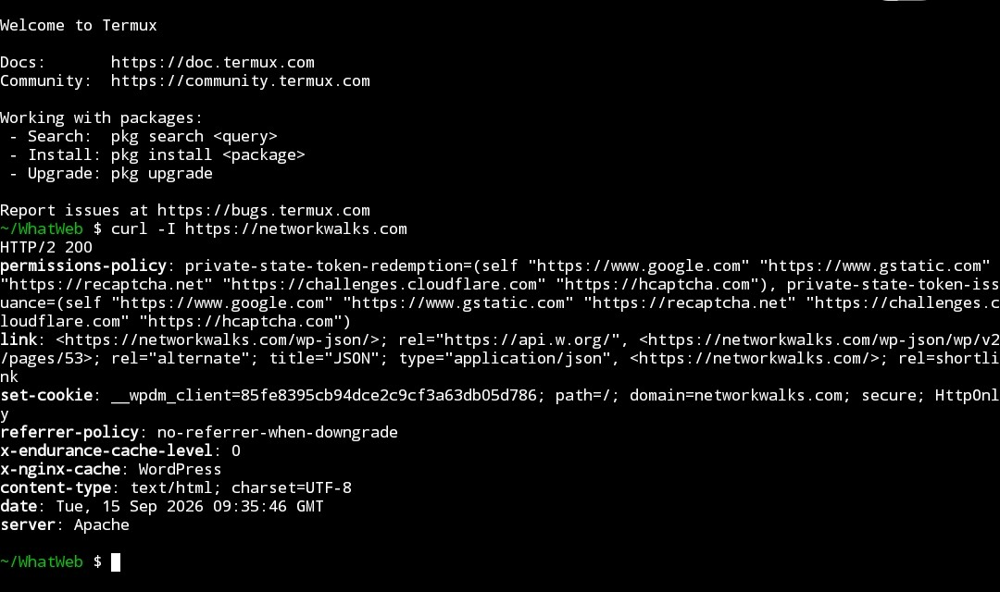 Welcome to Termux
Docs:       https://doc.termux.com
Community:  https://community.termux.com
Working with packages:
 - Search:  pkg search <query>
 - Install: pkg install <package>
 - Upgrade: pkg upgrade
Report issues at https://bugs.termux.com
~/WhatWeb $ curl -I https://networkwalks.com
HTTP/2 200
permissions-policy: private-state-token-redemption=(self "https://www.google.com" "https://www.gstatic.com"
"https://recaptcha.net" "https://challenges.cloudflare.com" "https://hcaptcha.com"), private-state-token-iss
uance=(self "https://www.google.com" "https://www.gstatic.com" "https://recaptcha.net" "https://challenges.c
loudflare.com" "https://hcaptcha.com")
link: <https://networkwalks.com/wp-json/>; rel="https://api.w.org/", <https://networkwalks.com/wp-json/wp/v2
/pages/53>; rel="alternate"; title="JSON"; type="application/json", <https://networkwalks.com/>; rel=shortli
nk
set-cookie: __wpdm_client=85fe8395cb94dce2c9cf3a63db05d786; path=/; domain=networkwalks.com; secure; HttpOnl
y
referrer-policy: no-referrer-when-downgrade
x-endurance-cache-level: 0
x-nginx-cache: WordPress
content-type: text/html; charset=UTF-8
date: Tue, 15 Sep 2026 09:35:46 GMT
server: Apache
~/WhatWeb $